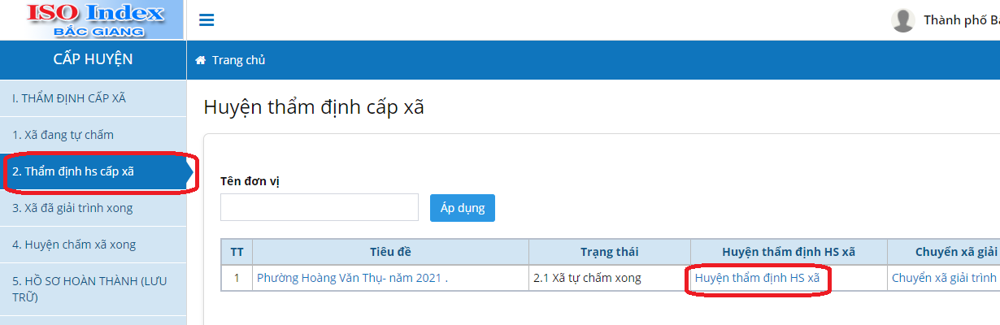 ISO Index
BẮC GIANG
Thành phố
CẤP HUYỆN
Trang chủ
I. THẨM ĐỊNH CẤP XÃ
1. Xã đang tự chấm
2. Thẩm định hs cấp xã
3. Xã đã giải trình xong
4. Huyện chấm xã xong
5. HỒ SƠ HOÀN THÀNH (LƯU
TRỮ)
Huyện thẩm định cấp xã
Tên đơn vị
Áp dụng
TT Tiêu đề Trạng thái Huyện thẩm định HS xã Chuyển xã giải
1 Phường Hoàng Văn Thụ- năm 2021 . 2.1 Xã tự chấm xong Huyện thẩm định HS xã Chuyển xã giải trình